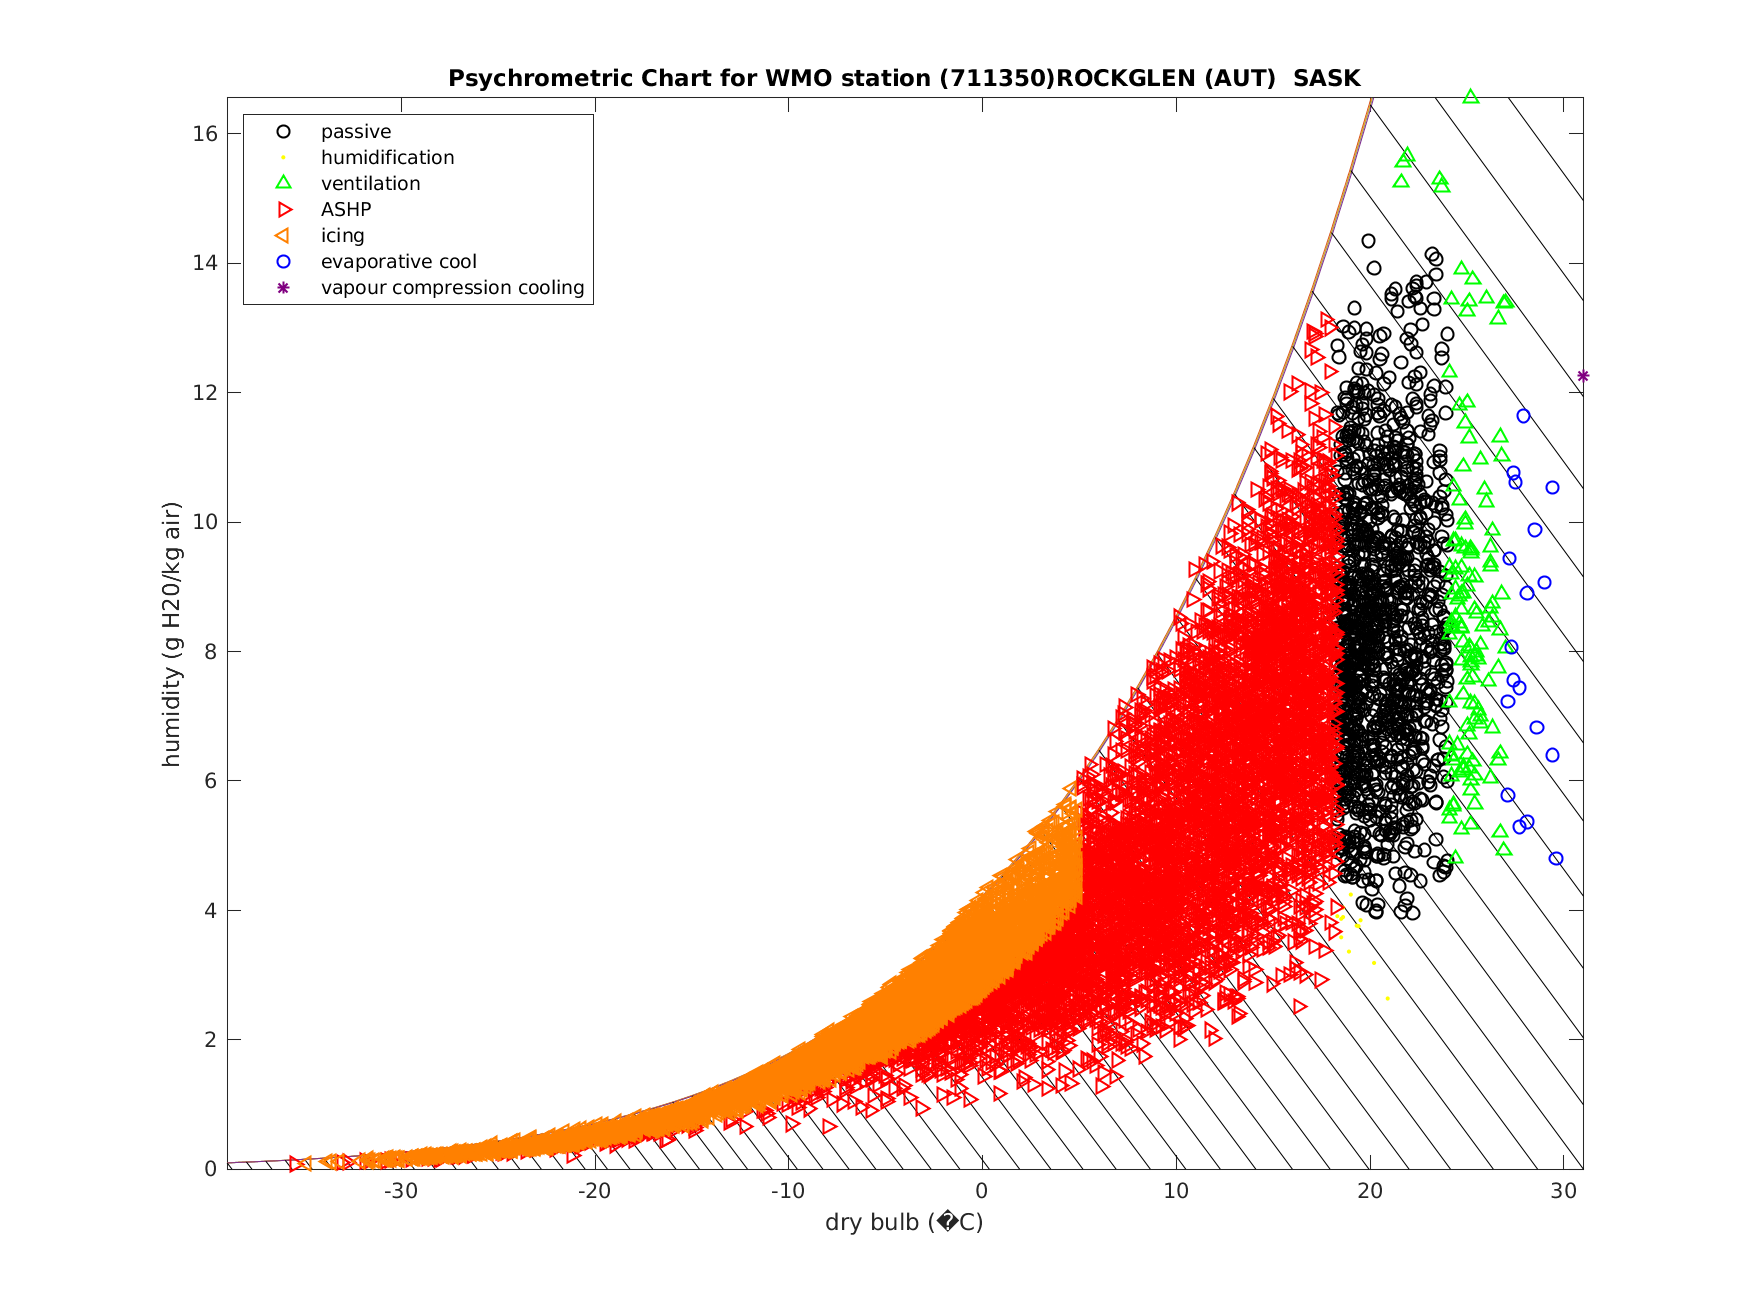 Psychrometric Chart for WMO station (711350)ROCKGLEN (AUT)  SASK
passive
humidification
ventilation
ASHP
icing
evaporative cool
vapour compression cooling
humidity (g H20/kg air)
16
14
12
10
8
6
4
2
0
-30 -20 -10 0 10 20 30
dry bulb (�C)